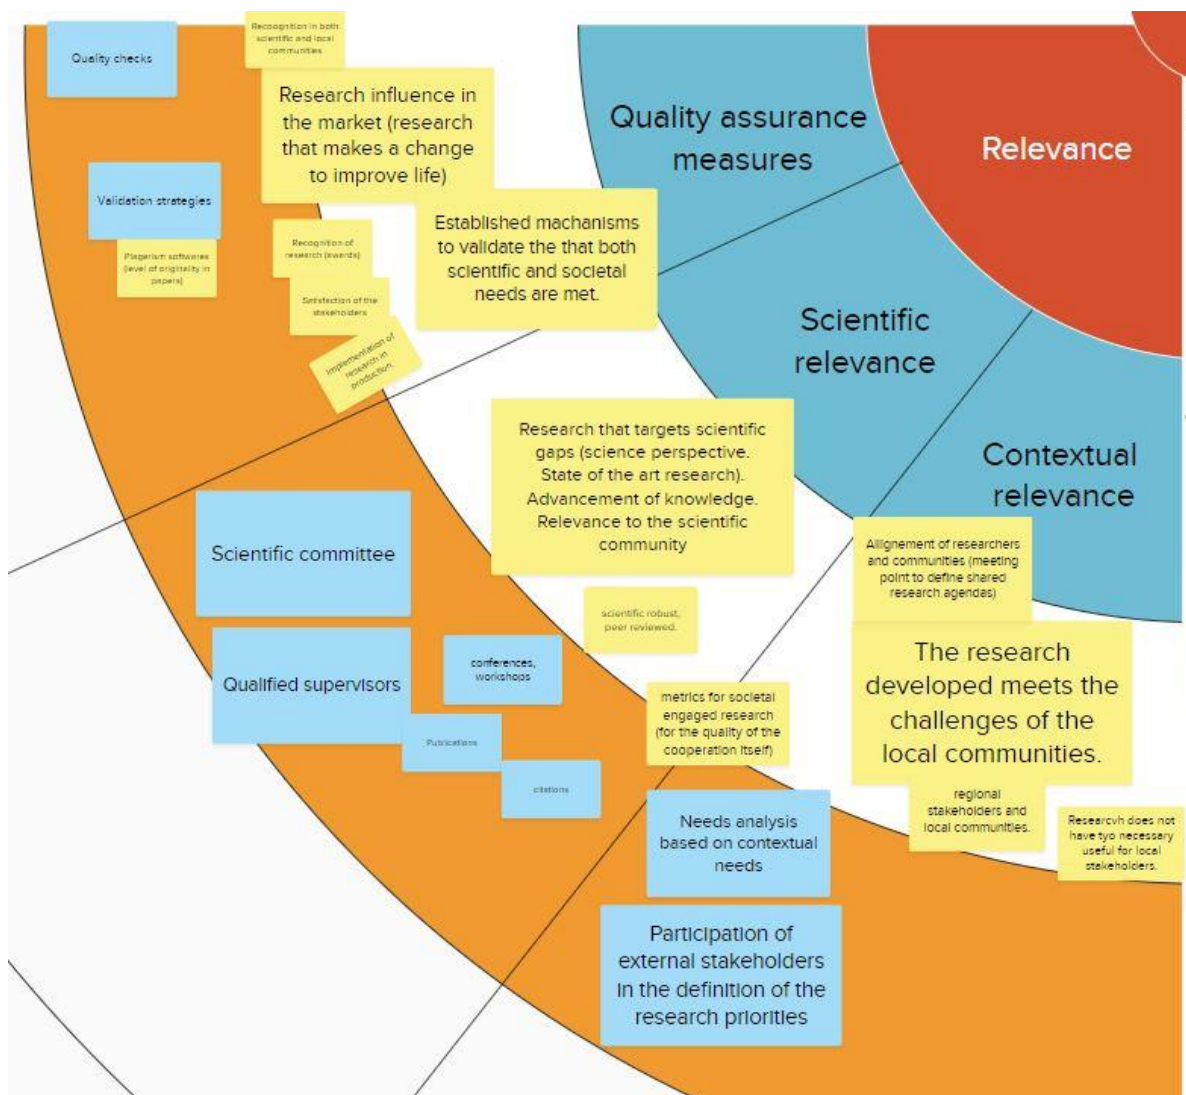 Quality checks
Recoognition in both
scientific and local
communities
Research influence in
the market (research
that makes a change
to improve life)
Validation strategies
Plagerism softwares
(level of originality in
papers)
Recognition of
research (awards)
Satisfaction of the
stakeholders
Implementation of
research in
production.
Established machanisms
to validate the that both
scientific and societal
needs are met.
Quality assurance
measures
Relevance
Scientific
relevance
Contextual
relevance
Research that targets scientific
gaps (science perspective.
State of the art research).
Advancement of knowledge.
Relevance to the scientific
community
scientific robust,
peer reviewed.
Scientific committee
Qualified supervisors
conferences,
workshops
Publications
citations
metrics for societal
engaged research
(for the quality of the
cooperation itself)
Allignement of researchers
and communities (meeting
point to define shared
research agendas)
The research
developed meets the
challenges of the
local communities.
regional
stakeholders and
local communities.
Researcvh does not
have tyo necessary
useful for local
stakeholders.
Needs analysis
based on contextual
needs
Participation of
external stakeholders
in the definition of the
research priorities